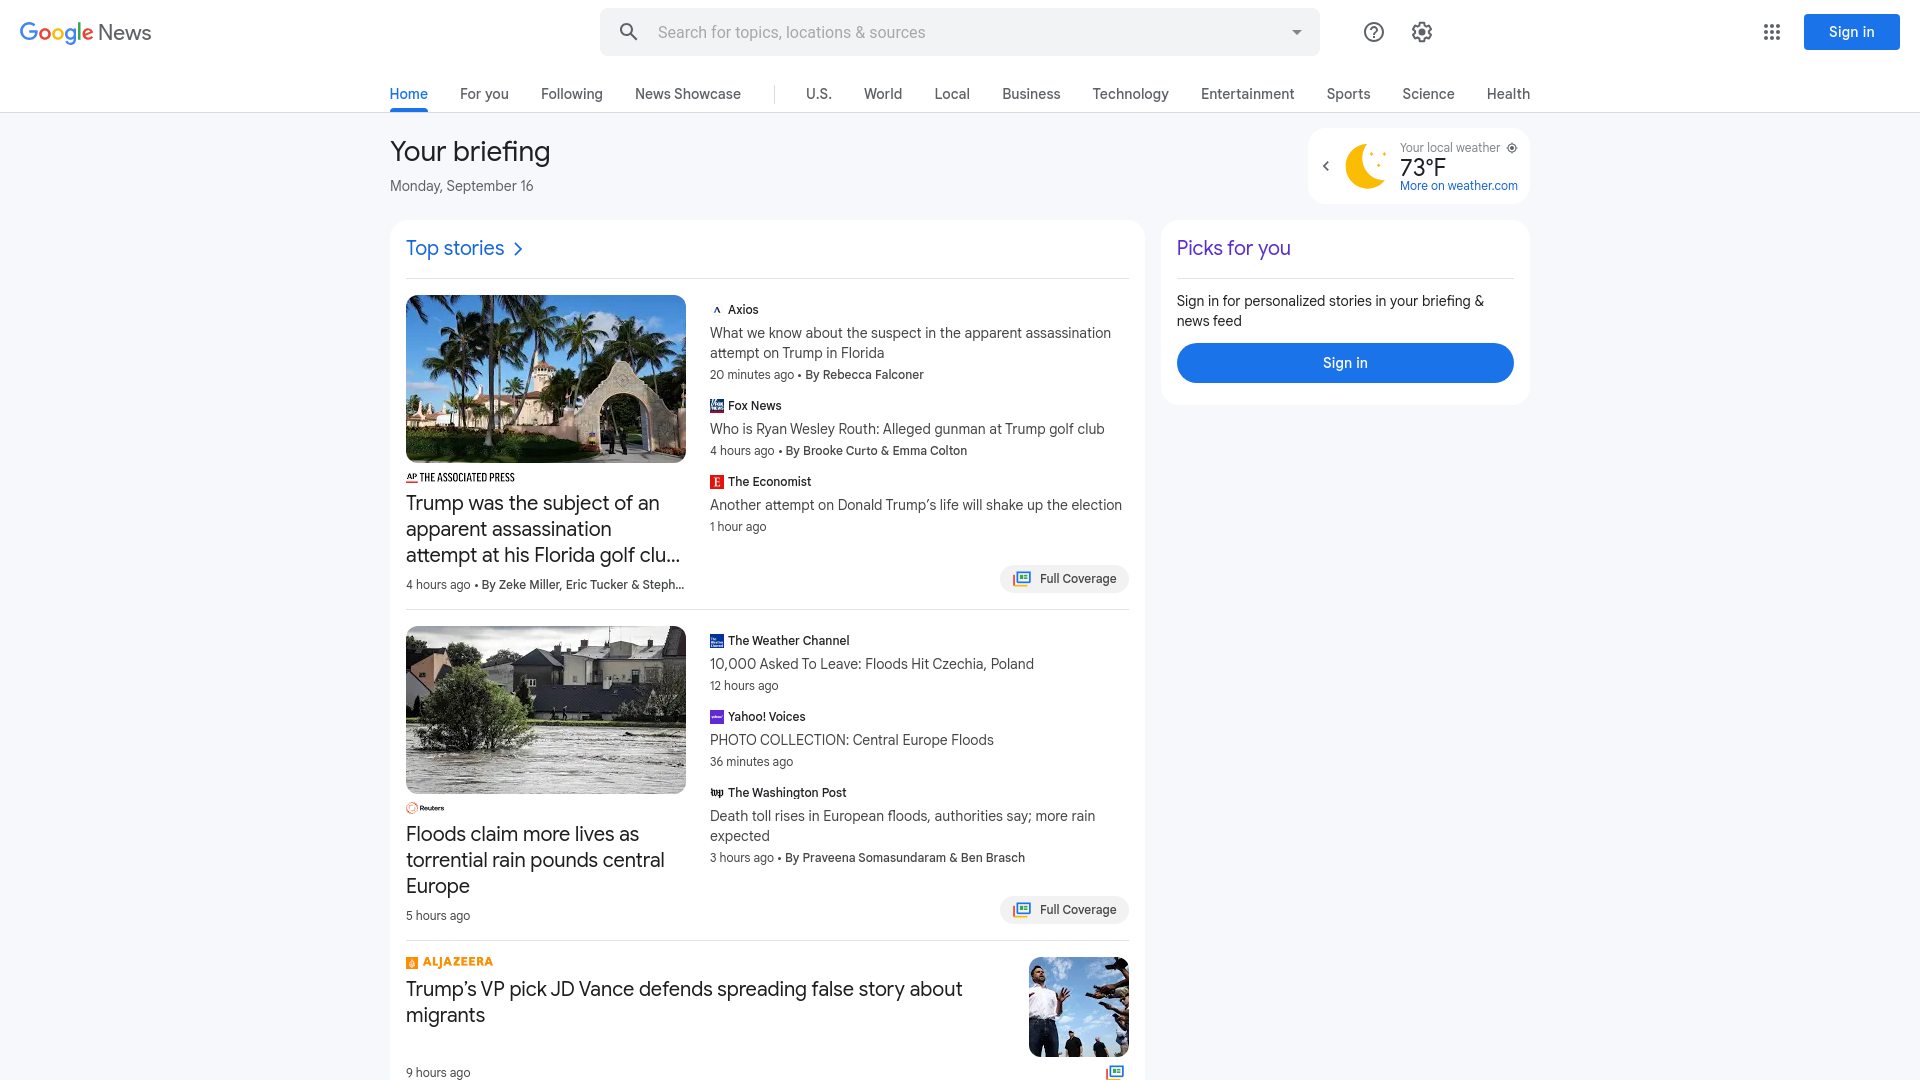 Google News
Search for topics, locations & sources
Sign in
Home
For you
Following
News Showcase
U.S.
World
Local
Business
Technology
Entertainment
Sports
Science
Health
Your briefing
Monday, September 16
Your local weather
73°F
More on weather.com
Top stories
AP THE ASSOCIATED PRESS
Trump was the subject of an
apparent assassination
attempt at his Florida golf clu...
4 hours ago • By Zeke Miller, Eric Tucker & Steph...
Axios
What we know about the suspect in the apparent assassination
attempt on Trump in Florida
20 minutes ago • By Rebecca Falconer
Fox News
Who is Ryan Wesley Routh: Alleged gunman at Trump golf club
4 hours ago • By Brooke Curto & Emma Colton
The Economist
Another attempt on Donald Trump’s life will shake up the election
1 hour ago
Full Coverage
Reuters
Floods claim more lives as
torrential rain pounds central
Europe
5 hours ago
The Weather Channel
10,000 Asked To Leave: Floods Hit Czechia, Poland
12 hours ago
Yahoo! Voices
PHOTO COLLECTION: Central Europe Floods
36 minutes ago
wp The Washington Post
Death toll rises in European floods, authorities say; more rain
expected
3 hours ago • By Praveena Somasundaram & Ben Brasch
Full Coverage
ALJAZEERA
Trump’s VP pick JD Vance defends spreading false story about
migrants
9 hours ago
Picks for you
Sign in for personalized stories in your briefing &
news feed
Sign in